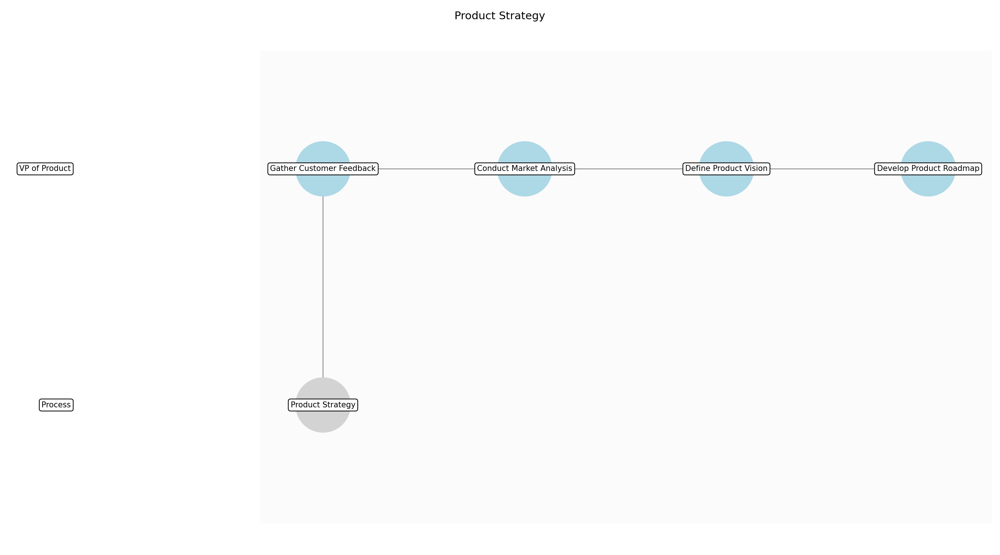 Product Strategy
VP of Product
Gather Customer Feedback
Conduct Market Analysis
Define Product Vision
Develop Product Roadmap
Process
Product Strategy